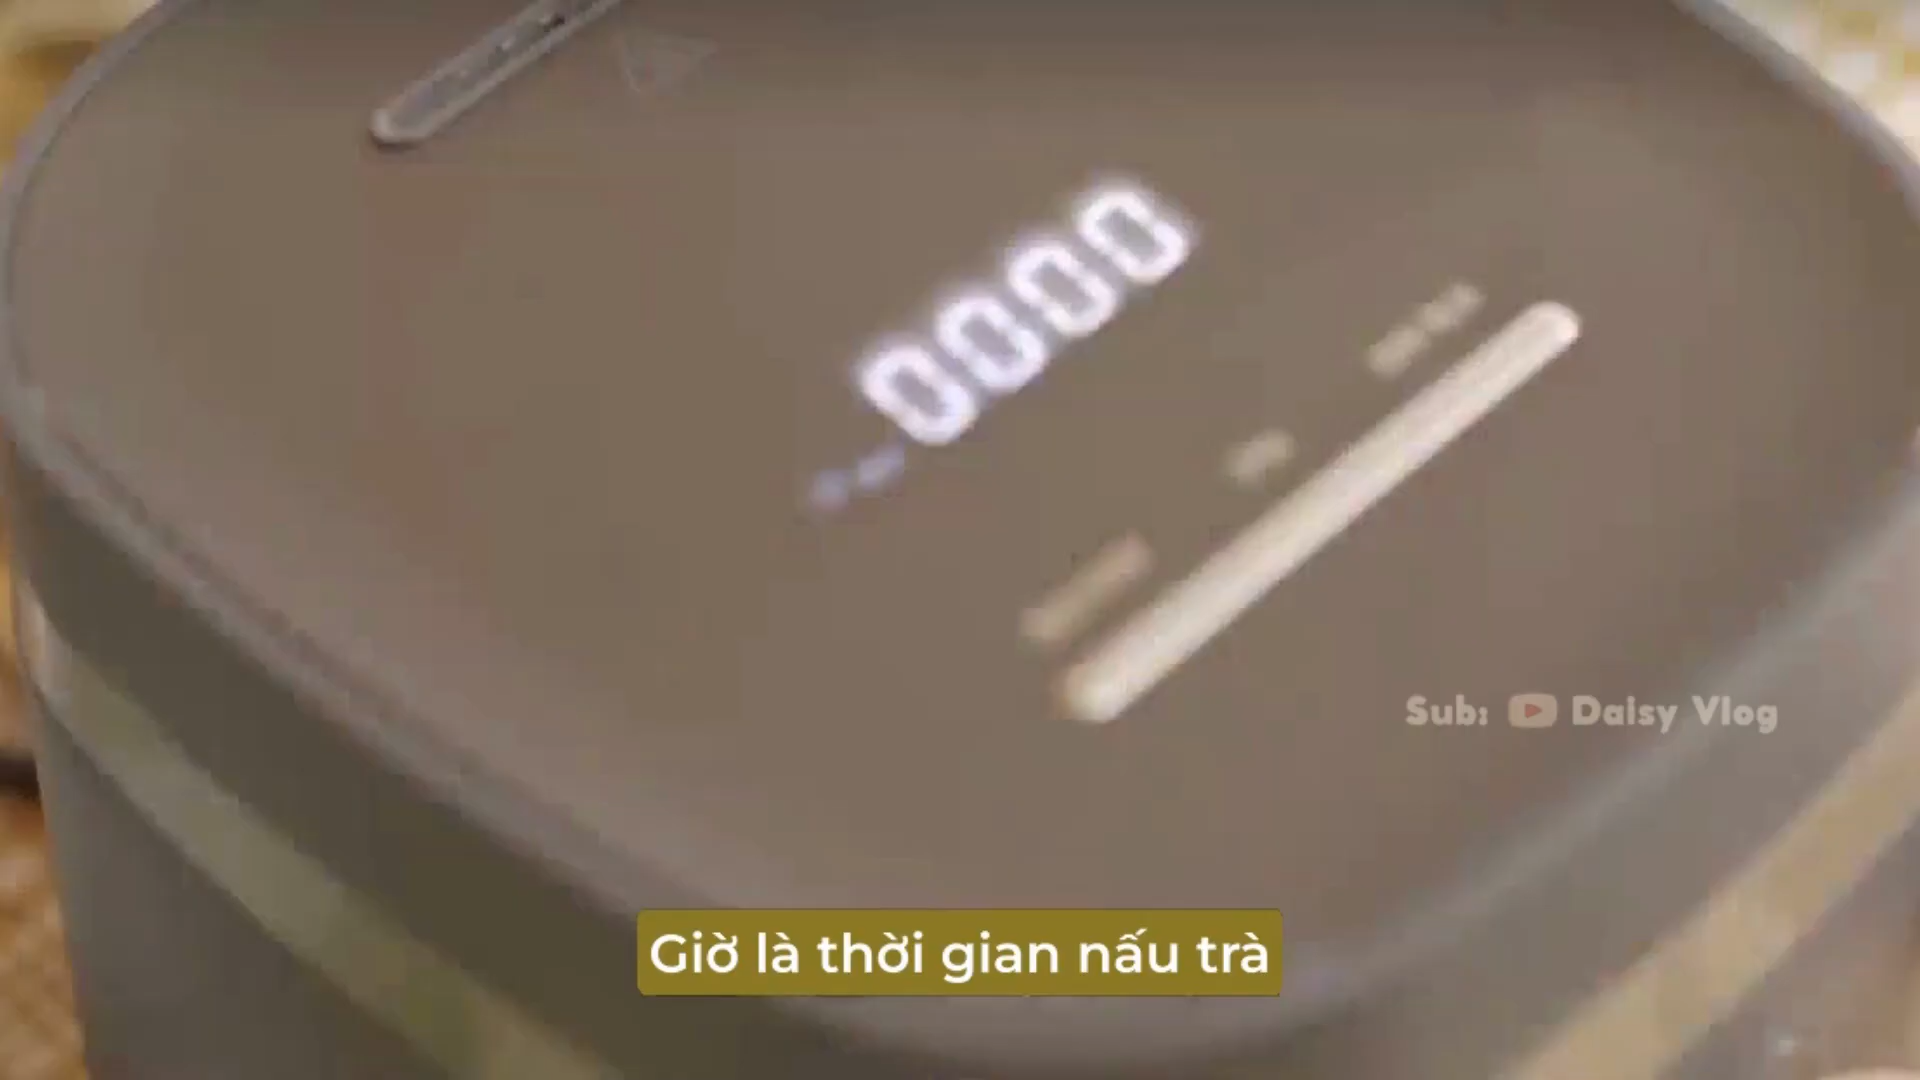 0000
Sub: Daisy Vlog
Giờ là thời gian nấu trà